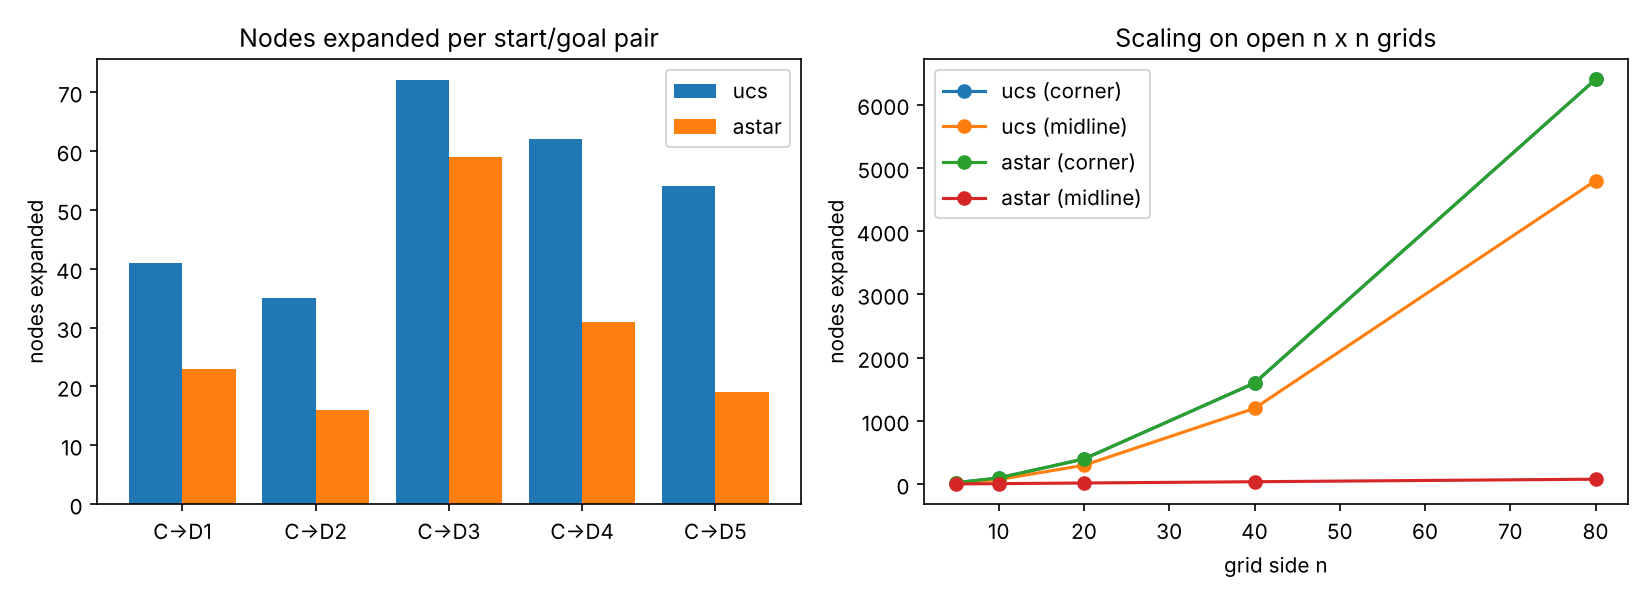 Nodes expanded per start/goal pair
nodes expanded
70
60
50
40
30
20
10
0
C→D1
C→D2
C→D3
C→D4
C→D5
ucs
astar
Scaling on open n x n grids
nodes expanded
6000
5000
4000
3000
2000
1000
0
10
20
30
40
50
60
70
80
grid side n
ucs (corner)
ucs (midline)
astar (corner)
astar (midline)